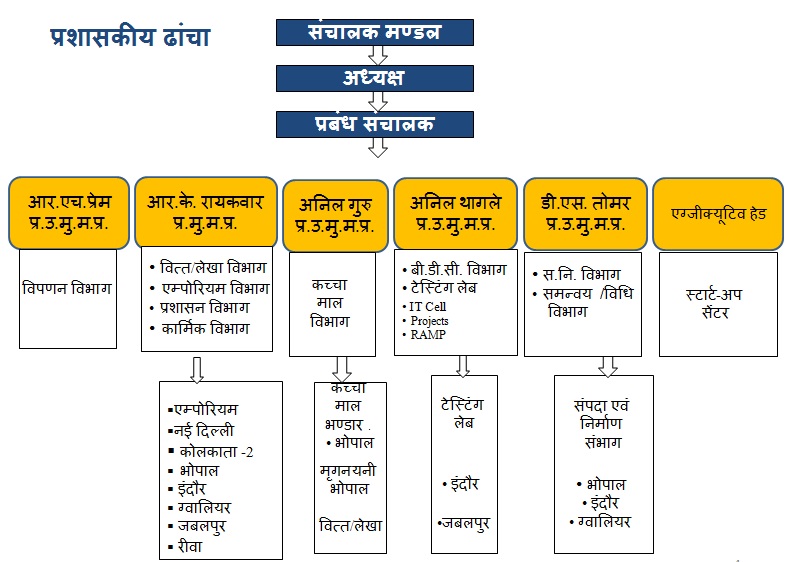 प्रशासकीय ढांचा
संचालक मण्डल
अध्यक्ष
प्रबंध संचालक
आर.एच.प्रेम
प्र.उ.मु.म.प्र.
विपणन विभाग
आर.के. रायकवार
प्र.मु.म.प्र.
• वित्त/लेखा विभाग
• एम्पोरियम विभाग
• प्रशासन विभाग
• कार्मिक विभाग
▪एम्पोरियम
▪नई दिल्ली
▪ कोलकाता -2
▪ भोपाल
▪ इंदौर
▪ ग्वालियर
▪ जबलपुर
▪ रीवा
अनिल गुरु
प्र.उ.मु.म.प्र.
कच्चा
माल
विभाग
कच्चा
माल
भण्डार .
• भोपाल
मृगनयनी
भोपाल
वित्त/लेखा
अनिल थागले
प्र.उ.मु.म.प्र.
• बी.डी.सी. विभाग
• टेस्टिंग लेब
• IT Cell
• Projects
• RAMP
टेस्टिंग
लेब
• इंदौर
•जबलपुर
डी.एस. तोमर
प्र.उ.मु.म.प्र.
• स.नि. विभाग
• समन्वय /विधि
विभाग
संपदा एवं
निर्माण
संभाग
• भोपाल
• इंदौर
• ग्वालियर
एग्जीक्यूटिव हेड
स्टार्ट-अप
सेंटर